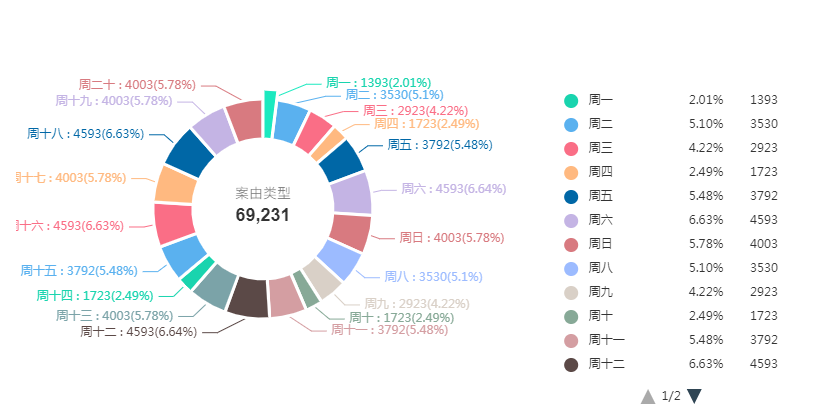 周一 : 1393(2.01%)
周二 : 3530(5.1%)
周三 : 2923(4.22%)
周四 : 1723(2.49%)
周五 : 3792(5.48%)
周六 : 4593(6.64%)
周日 : 4003(5.78%)
周八 : 3530(5.1%)
周九 : 2923(4.22%)
周十 : 1723(2.49%)
周十一 : 3792(5.48%)
周十二 : 4593(6.64%)
周十三 : 4003(5.78%)
周十四 : 1723(2.49%)
周十五 : 3792(5.48%)
周十六 : 4593(6.63%)
周十七 : 4003(5.78%)
周十八 : 4593(6.63%)
周十九 : 4003(5.78%)
周二十 : 4003(5.78%)
案由类型
69,231
周一 2.01% 1393
周二 5.10% 3530
周三 4.22% 2923
周四 2.49% 1723
周五 5.48% 3792
周六 6.63% 4593
周日 5.78% 4003
周八 5.10% 3530
周九 4.22% 2923
周十 2.49% 1723
周十一 5.48% 3792
周十二 6.63% 4593
1/2